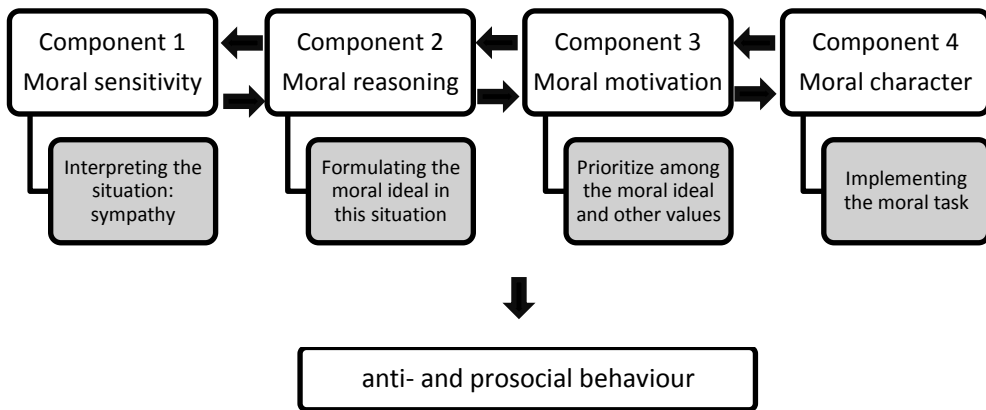 Component 1
Moral sensitivity
Component 2
Moral reasoning
Component 3
Moral motivation
Component 4
Moral character
Interpreting the
situation:
sympathy
Formulating the
moral ideal in
this situation
Prioritize among
the moral ideal
and other values
Implementing
the moral task
anti- and prosocial behaviour